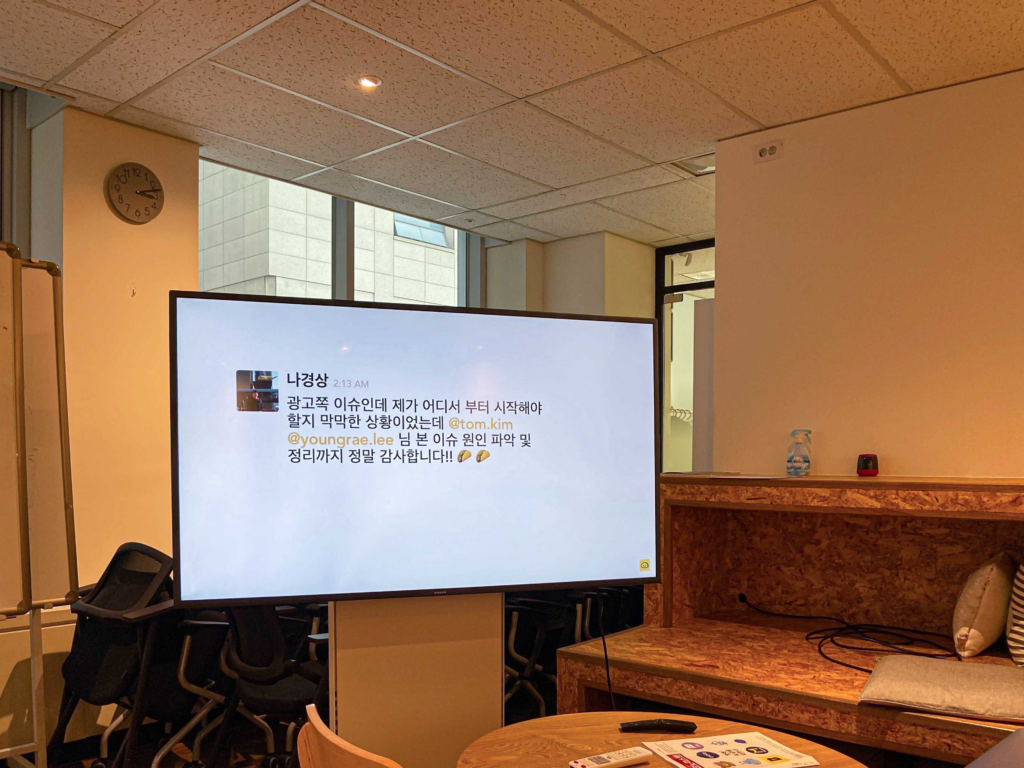 나경상 2:13 AM
광고쪽 이슈인데 제가 어디서 부터 시작해야
할지 막막한 상황이었는데 @tom.kim
@youngrae.lee 님 본 이슈 원인 파악 및
정리까지 정말 감사합니다!! 🌮 🌮